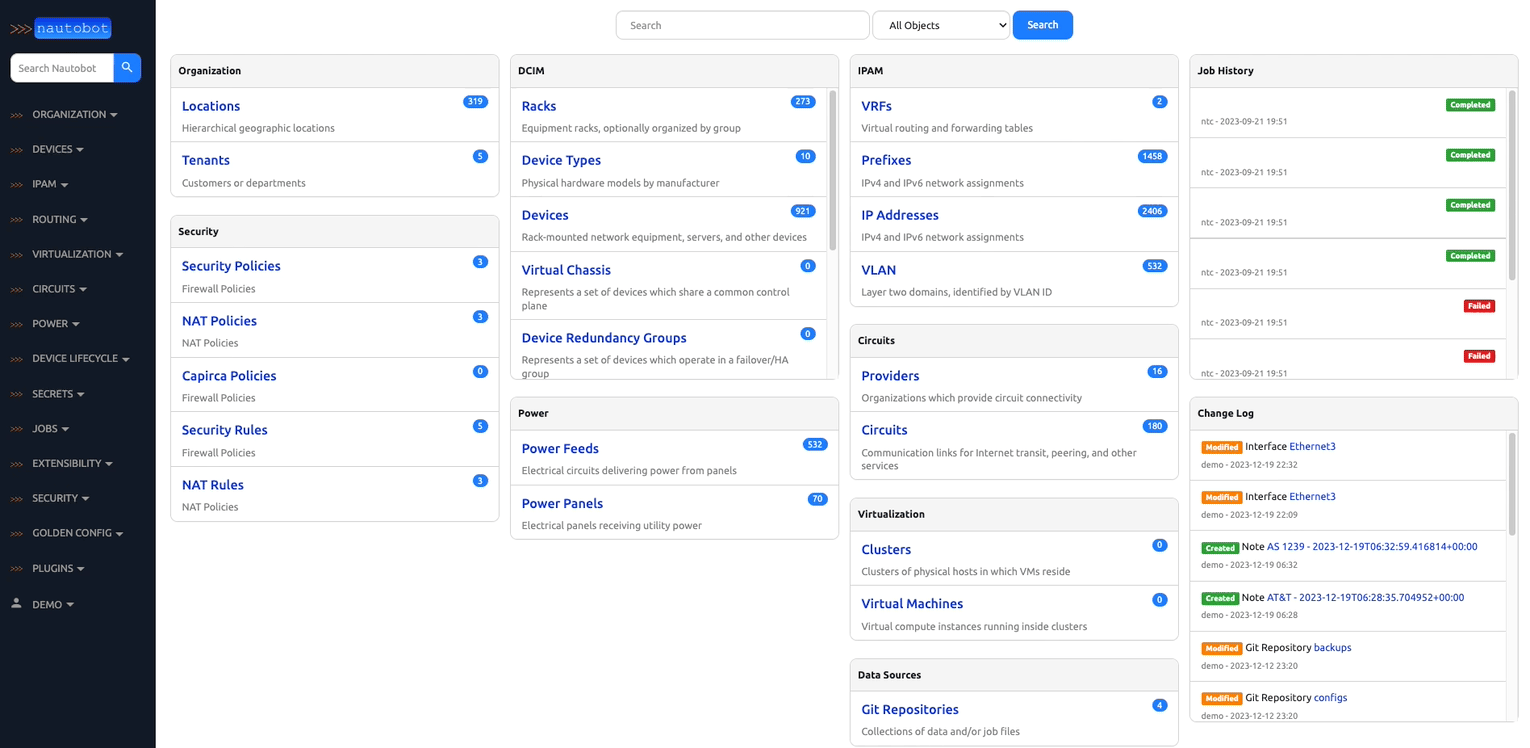 >>> nautobot
Search Nautobot
>>> ORGANIZATION
>>> DEVICES
>>> IPAM
>>> ROUTING
>>> VIRTUALIZATION
>>> CIRCUITS
>>> POWER
>>> DEVICE LIFECYCLE
>>> SECRETS
>>> JOBS
>>> EXTENSIBILITY
>>> SECURITY
>>> GOLDEN CONFIG
>>> PLUGINS
DEMO
Search All Objects Search
Organization
Locations 319
Hierarchical geographic locations
Tenants 5
Customers or departments
Security
Security Policies 3
Firewall Policies
NAT Policies 3
NAT Policies
Capirca Policies 0
Firewall Policies
Security Rules 5
Firewall Policies
NAT Rules 3
NAT Policies
DCIM
Racks 273
Equipment racks, optionally organized by group
Device Types 10
Physical hardware models by manufacturer
Devices 921
Rack-mounted network equipment, servers, and other devices
Virtual Chassis 0
Represents a set of devices which share a common control
plane
Device Redundancy Groups 0
Represents a set of devices which operate in a failover/HA
group
Power
Power Feeds 532
Electrical circuits delivering power from panels
Power Panels 70
Electrical panels receiving utility power
IPAM
VRFs 2
Virtual routing and forwarding tables
Prefixes 1458
IPv4 and IPv6 network assignments
IP Addresses 2406
IPv4 and IPv6 network assignments
VLAN 532
Layer two domains, identified by VLAN ID
Circuits
Providers 16
Organizations which provide circuit connectivity
Circuits 180
Communication links for Internet transit, peering, and other
services
Virtualization
Clusters 0
Clusters of physical hosts in which VMs reside
Virtual Machines 0
Virtual compute instances running inside clusters
Data Sources
Git Repositories 4
Collections of data and/or job files
Job History
Completed
ntc - 2023-09-21 19:51
Completed
ntc - 2023-09-21 19:51
Completed
ntc - 2023-09-21 19:51
Completed
ntc - 2023-09-21 19:51
Failed
ntc - 2023-09-21 19:51
Failed
ntc - 2023-09-21 19:51
Change Log
Modified Interface Ethernet3
demo - 2023-12-19 22:32
Modified Interface Ethernet3
demo - 2023-12-19 22:09
Created Note AS 1239 - 2023-12-19T06:32:59.416814+00:00
demo - 2023-12-19 06:32
Created Note AT&T - 2023-12-19T06:28:35.704952+00:00
demo - 2023-12-19 06:28
Modified Git Repository backups
demo - 2023-12-12 23:20
Modified Git Repository configs
demo - 2023-12-12 23:20